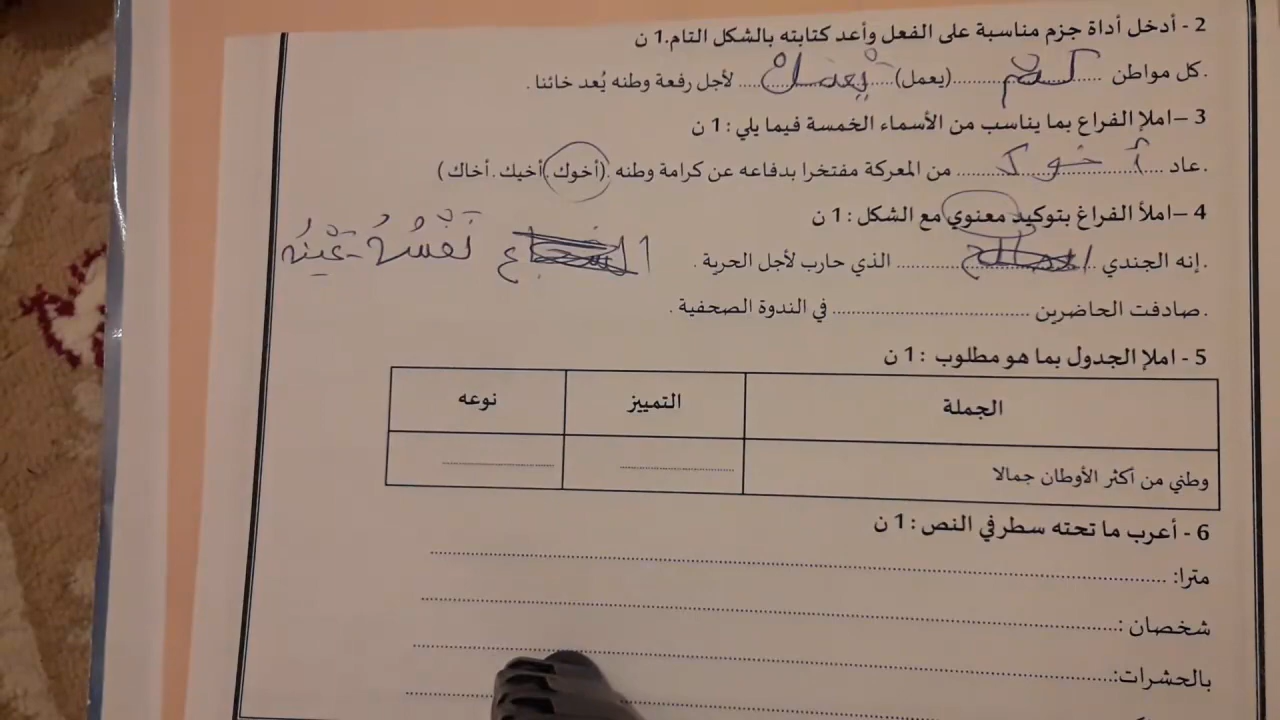 2 - أدخل أداة جزم مناسبة على الفعل وأعد كتابته بالشكل التام.1 ن
.كل مواطن ........ لم ........(يعمل) ........ يَعْمَلْ ........ لأجل رفعة وطنه يُعد خائنا .
3 –املإ الفراغ بما يناسب من الأسماء الخمسة فيما يلي : 1 ن
.عاد ........ أخوك ........ من المعركة مفتخرا بدفاعه عن كرامة وطنه .(أخوك.أخيك . أخاك )
4 –املأ الفراغ بتوكيد معنوي مع الشكل : 1 ن
.إنه الجندي ........ الذي حارب لأجل الحرية . نَفْسُهُ - عَيْنُهُ
.صادفت الحاضرين ........ في الندوة الصحفية .
5 - املإ الجدول بما هو مطلوب : 1 ن
الجملة التمييز نوعه
وطني من أكثر الأوطان جمالا ........ ........
6 - أعرب ما تحته سطر في النص : 1 ن
مترا: ........
شخصان : ........
بالحشرات: ........